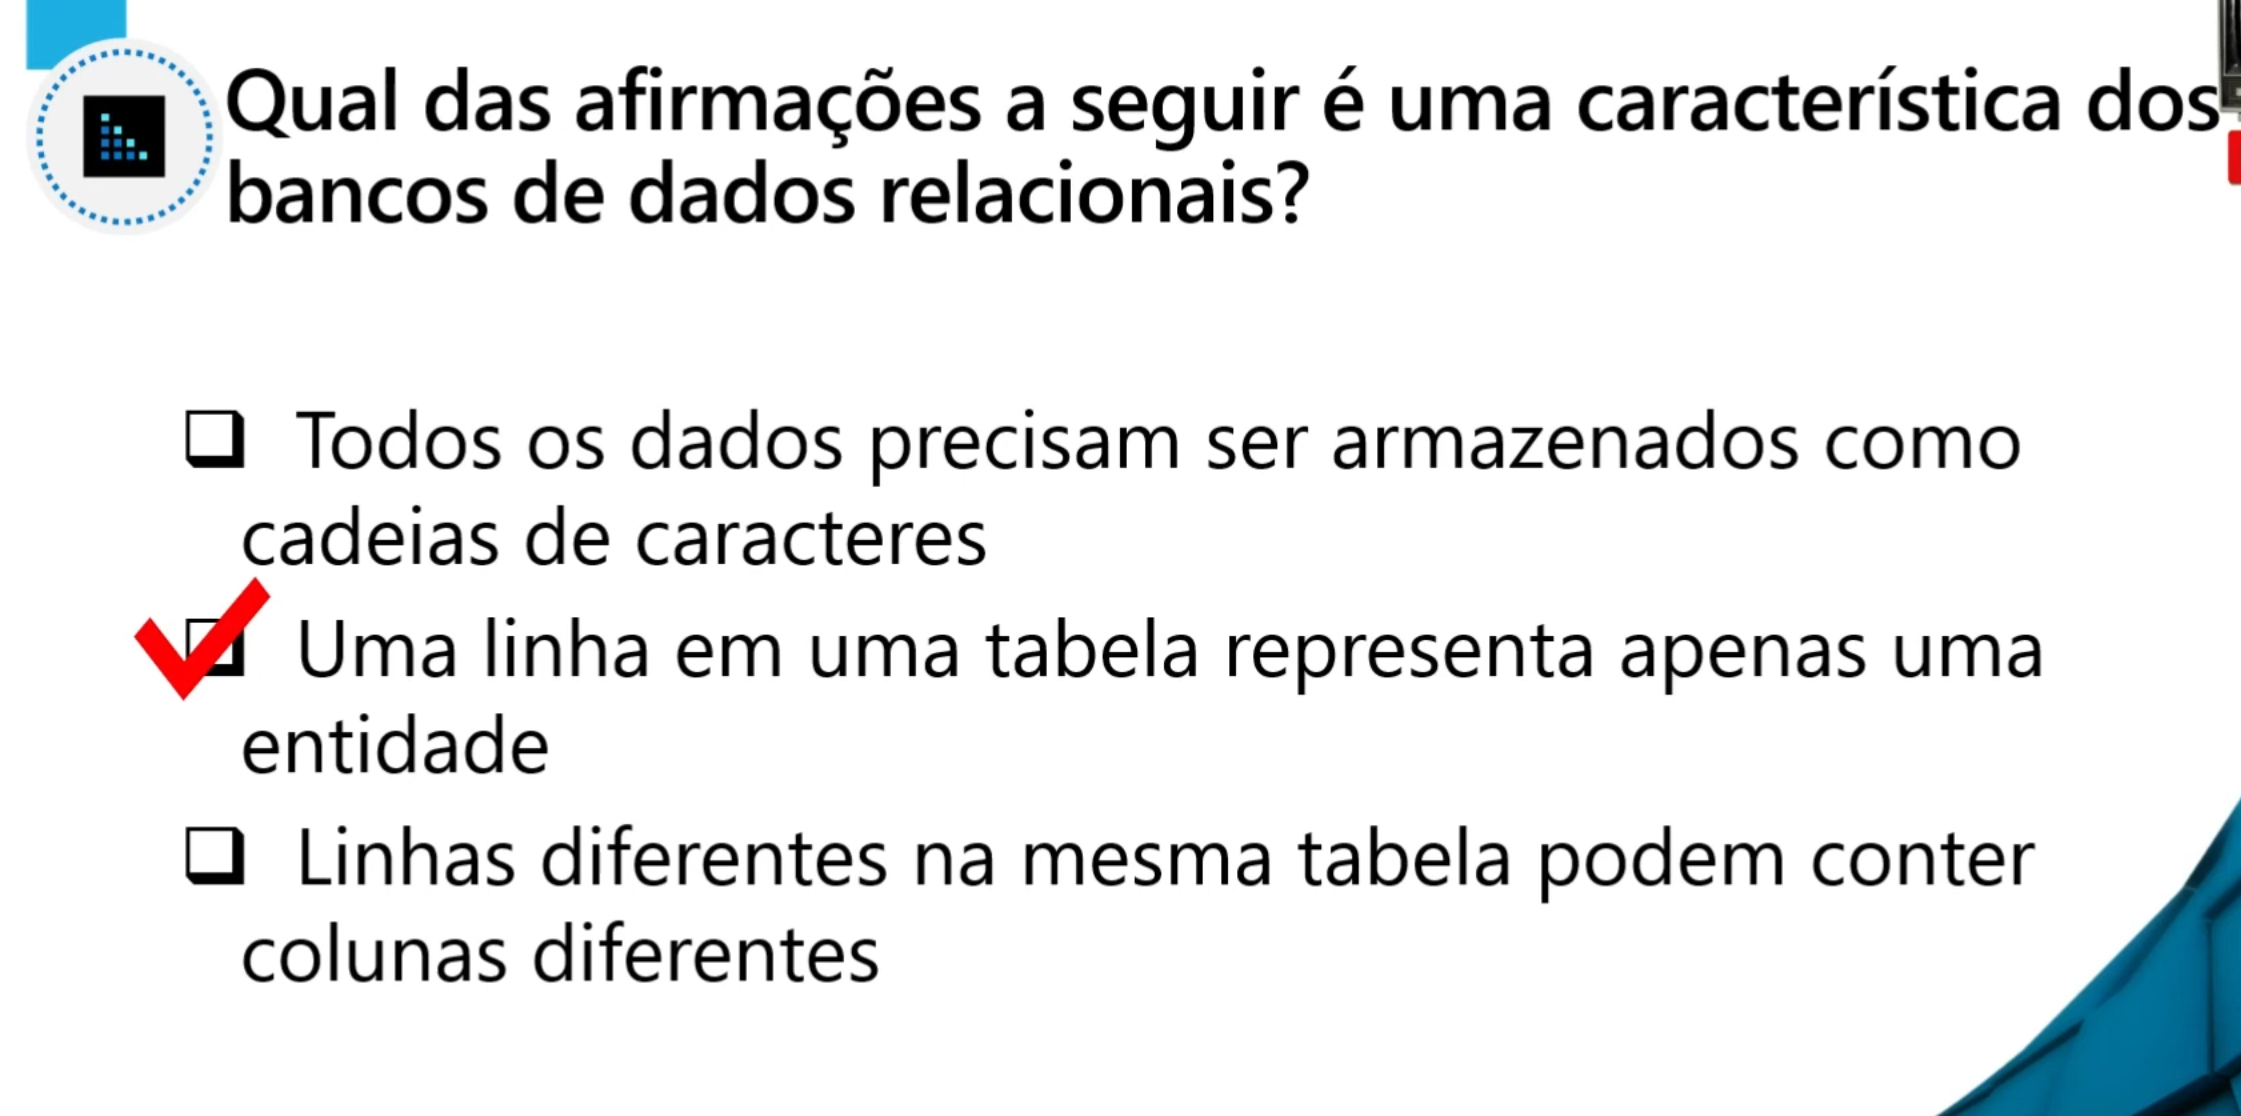 Qual das afirmações a seguir é uma característica dos
bancos de dados relacionais?
Todos os dados precisam ser armazenados como
cadeias de caracteres
Uma linha em uma tabela representa apenas uma
entidade
Linhas diferentes na mesma tabela podem conter
colunas diferentes